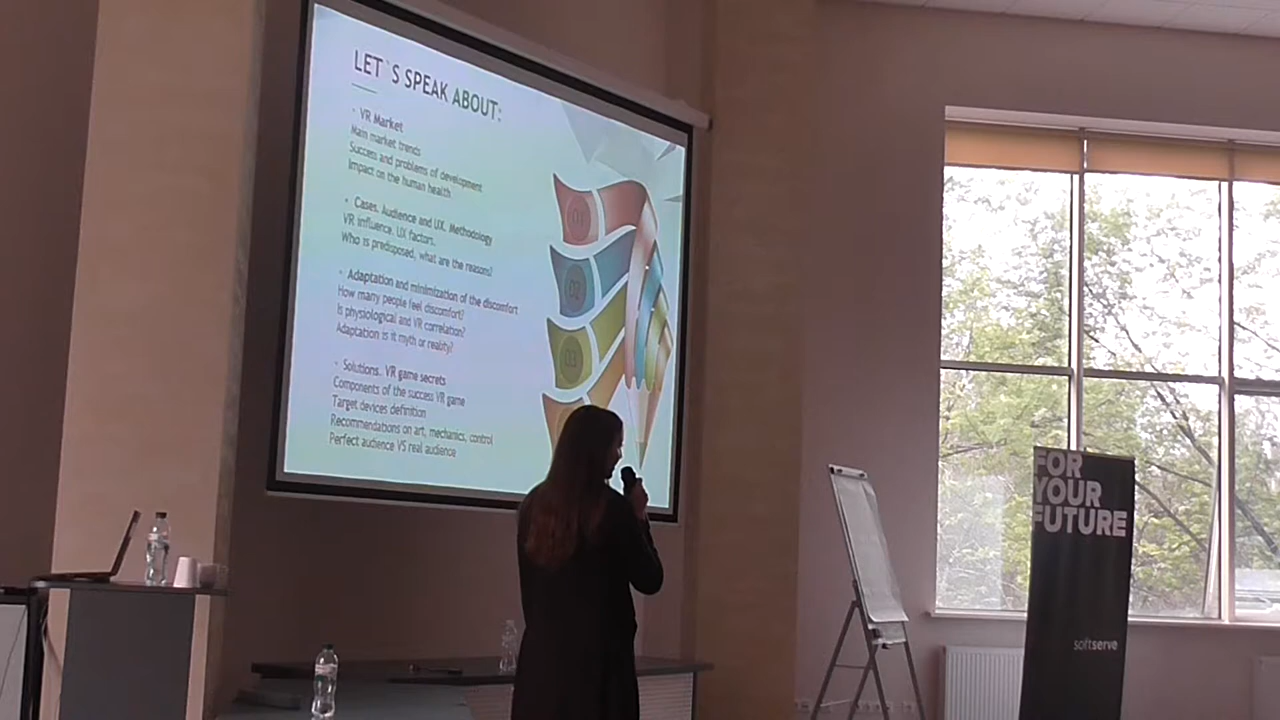 LET`S SPEAK ABOUT:
· VR Market
Main market trends
Success and problems of development
Impact on the human health
· Cases. Audience and UX. Methodology
VR influence. UX factors.
Who is predisposed, what are the reasons?
· Adaptation and minimization of the discomfort
How many people feel discomfort?
Is physiological and VR correlation?
Adaptation is it myth or reality?
· Solutions. VR game secrets
Components of the success VR game
Target devices definition
Recommendations on art, mechanics, control
Perfect audience VS real audience
01
02
03
FOR
YOUR
FUTURE
softserve